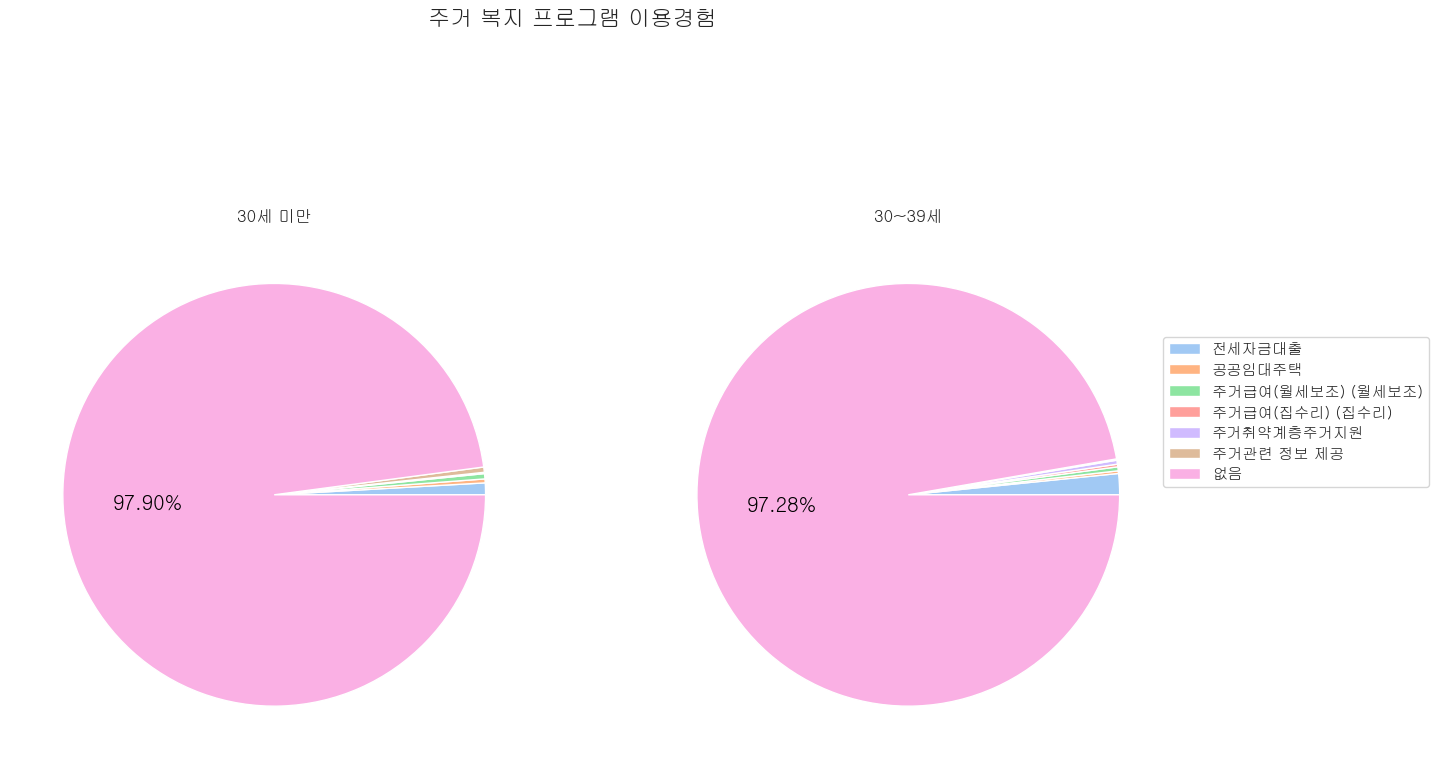 주거 복지 프로그램 이용경험
30세 미만
97.90%
30~39세
97.28%
전세자금대출
공공임대주택
주거급여(월세보조) (월세보조)
주거급여(집수리) (집수리)
주거취약계층주거지원
주거관련 정보 제공
없음